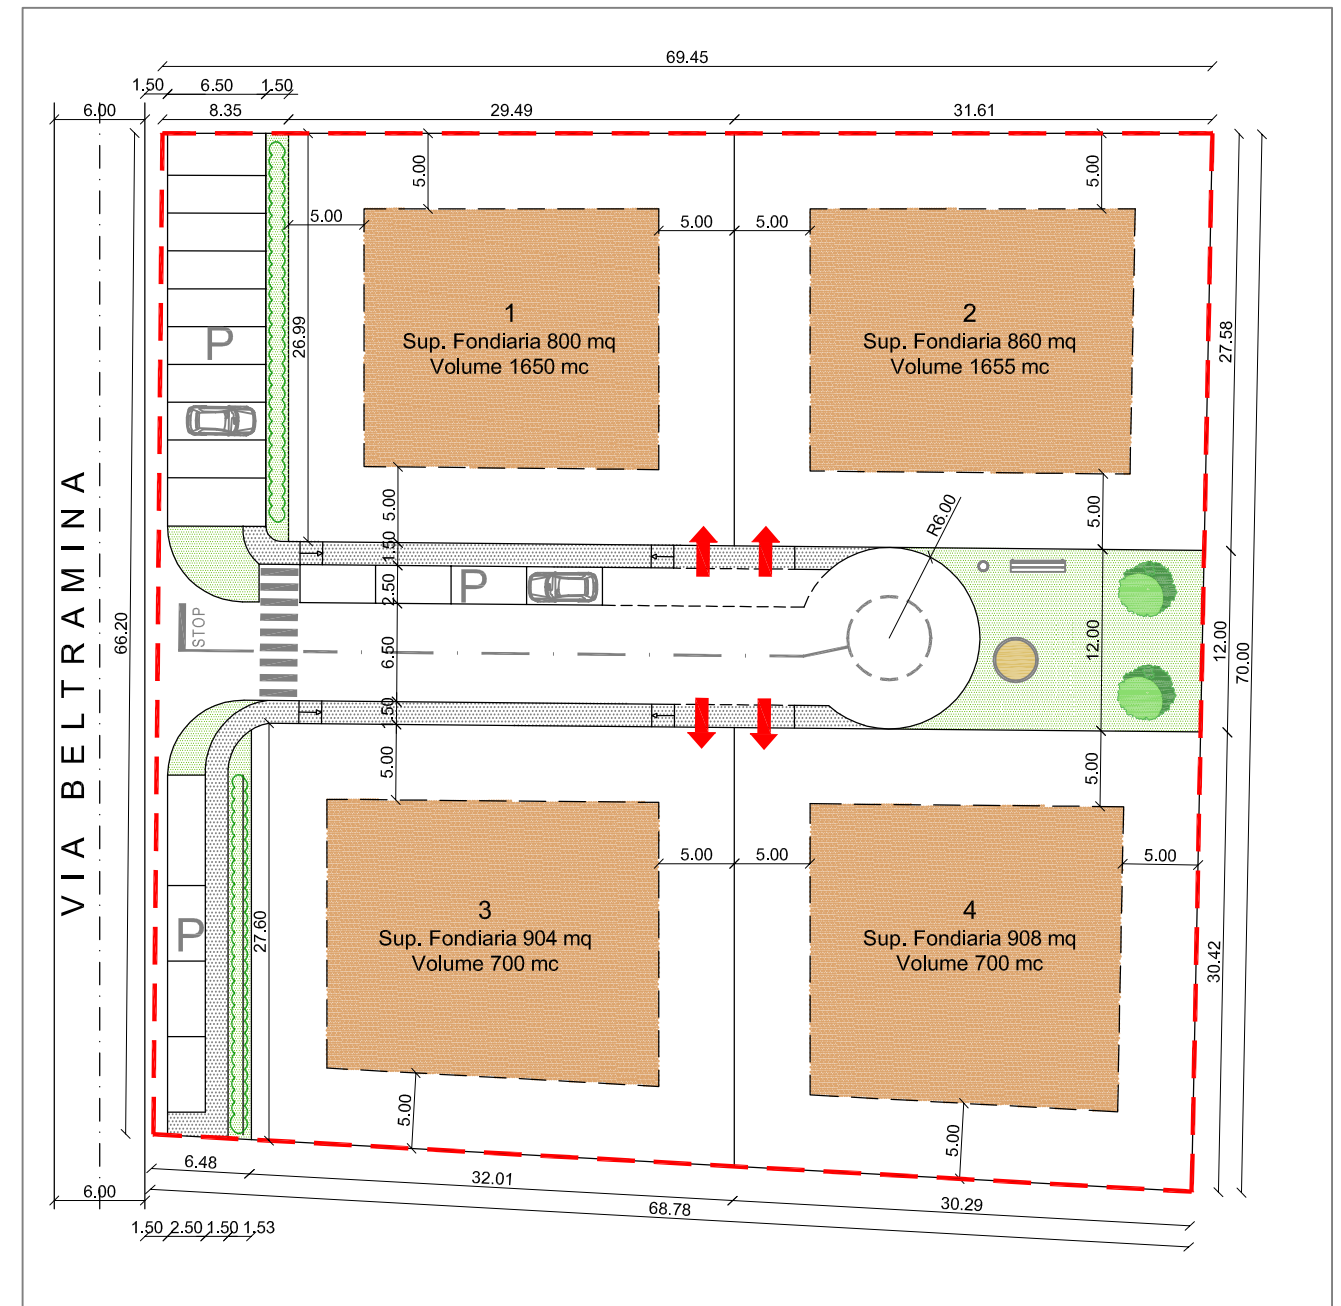 69.45
1.50 6.50 1.50
6.00 8.35 29.49 31.61
5.00 5.00
5.00 5.00 5.00
1
Sup. Fondiaria 800 mq
Volume 1650 mc
2
Sup. Fondiaria 860 mq
Volume 1655 mc
26.99
27.58
P
5.00
5.00
R6.00
1.50
2.50
P
STOP
6.50
12.00
12.00
70.00
66.20
1.50
5.00
5.00
VIA BELTRAMINA
5.00 5.00 5.00
3
Sup. Fondiaria 904 mq
Volume 700 mc
4
Sup. Fondiaria 908 mq
Volume 700 mc
P
27.60
30.42
5.00
5.00
6.48
32.01
6.00
68.78
30.29
1.50 2.50 1.50 1.53